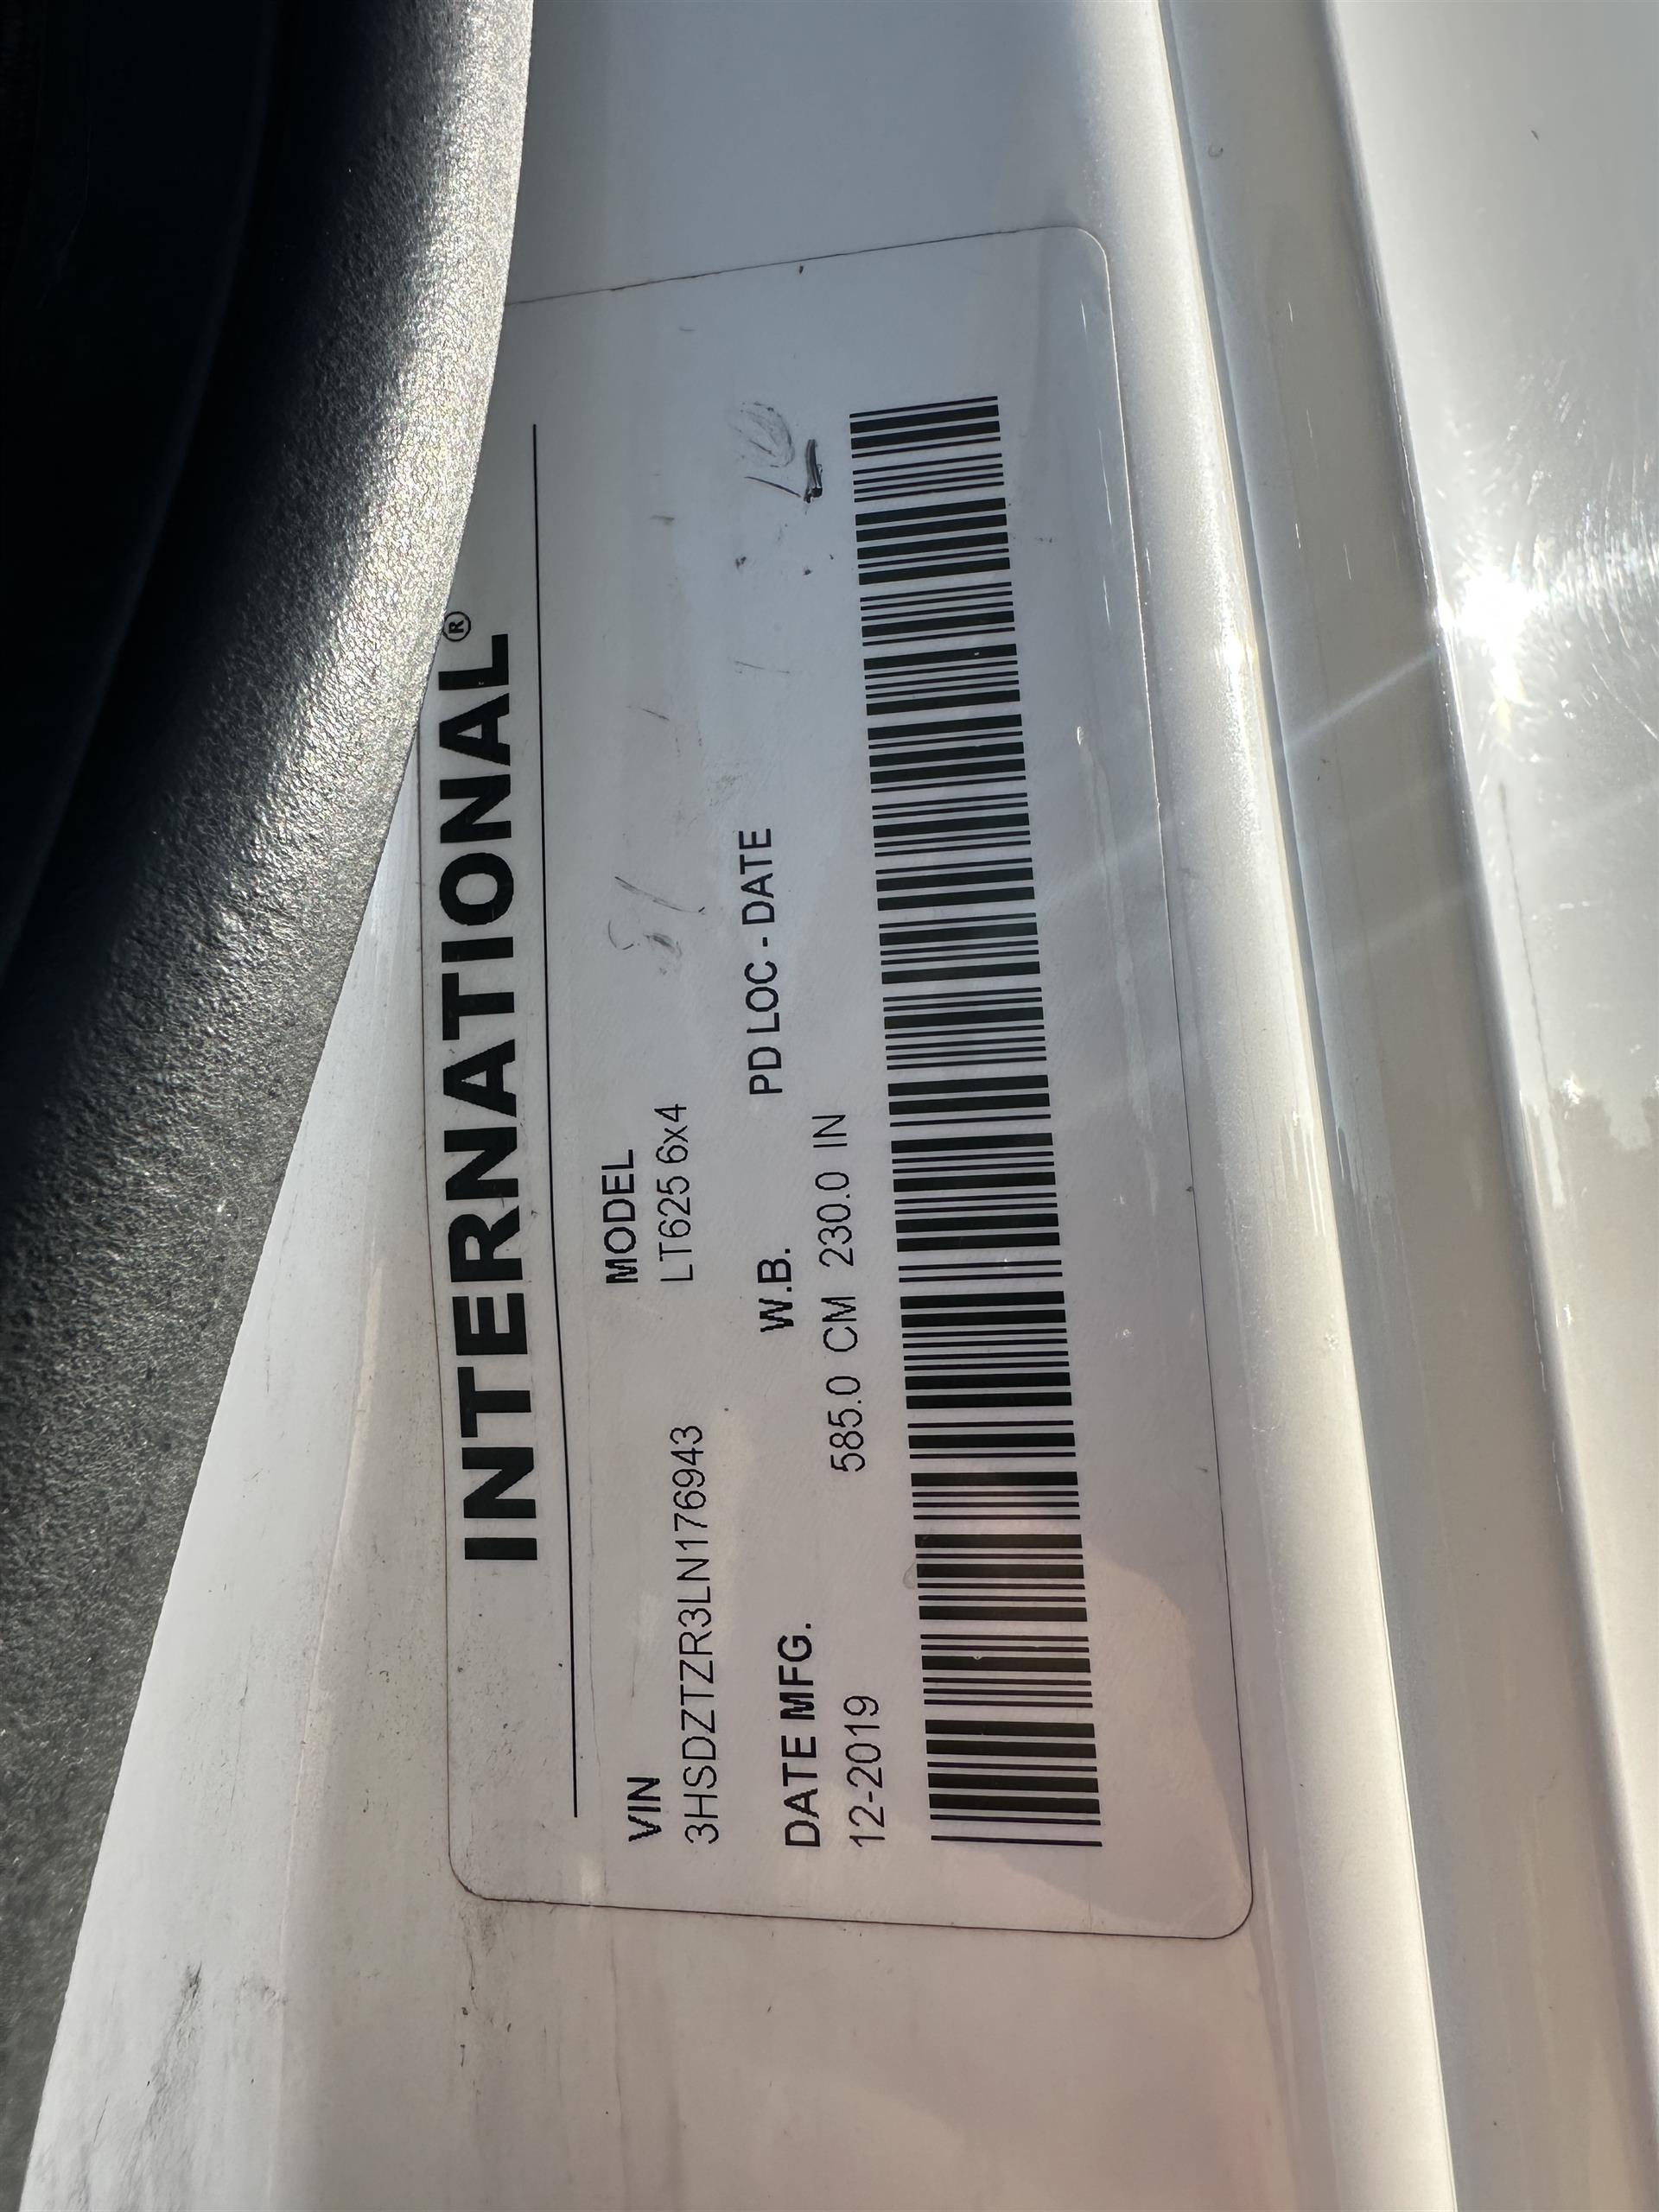 INTERNATIONAL®
VIN MODEL
3HSDZTZR3LN176943 LT625 6x4
DATE MFG. W.B. PD LOC - DATE
12-2019 585.0 CM 230.0 IN